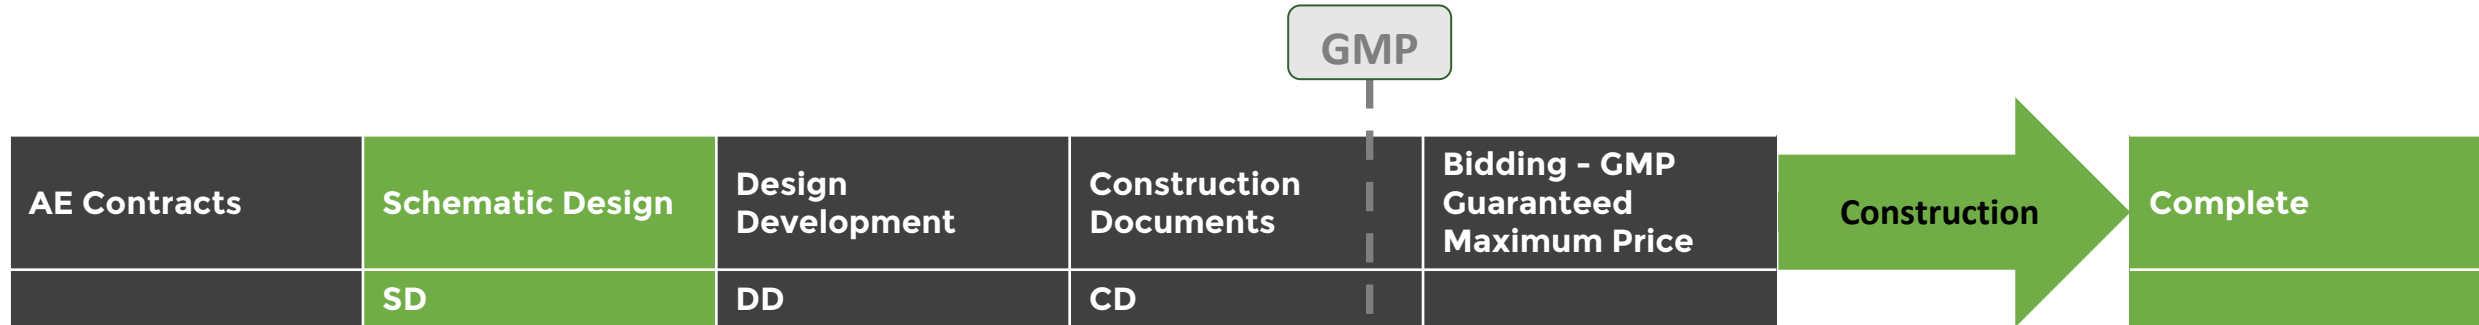 GMP
AE Contracts
Schematic Design
Design
Development
Construction
Documents
Bidding - GMP
Guaranteed
Maximum Price
Construction
Complete
SD
DD
CD